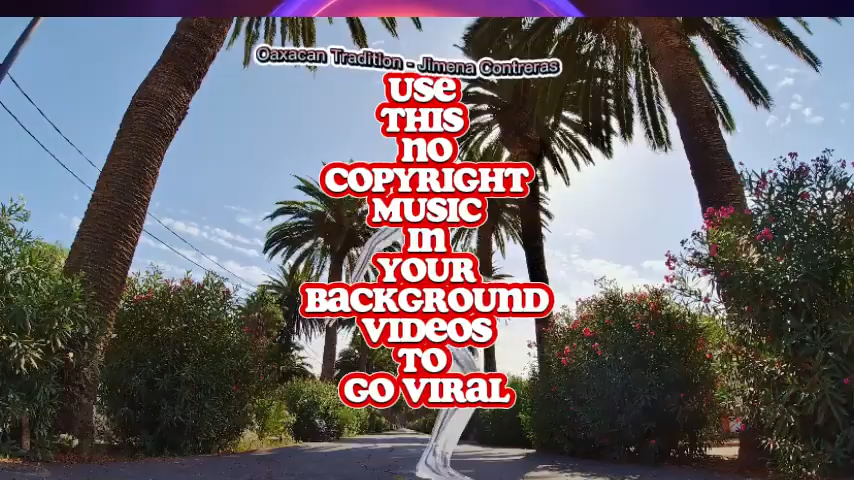 Oaxacan Tradition - Jimena Contreras
USE
THIS
NO
COPYRIGHT
MUSIC
IN
YOUR
BACKGROUND
VIDEOS
TO
GO VIRAL